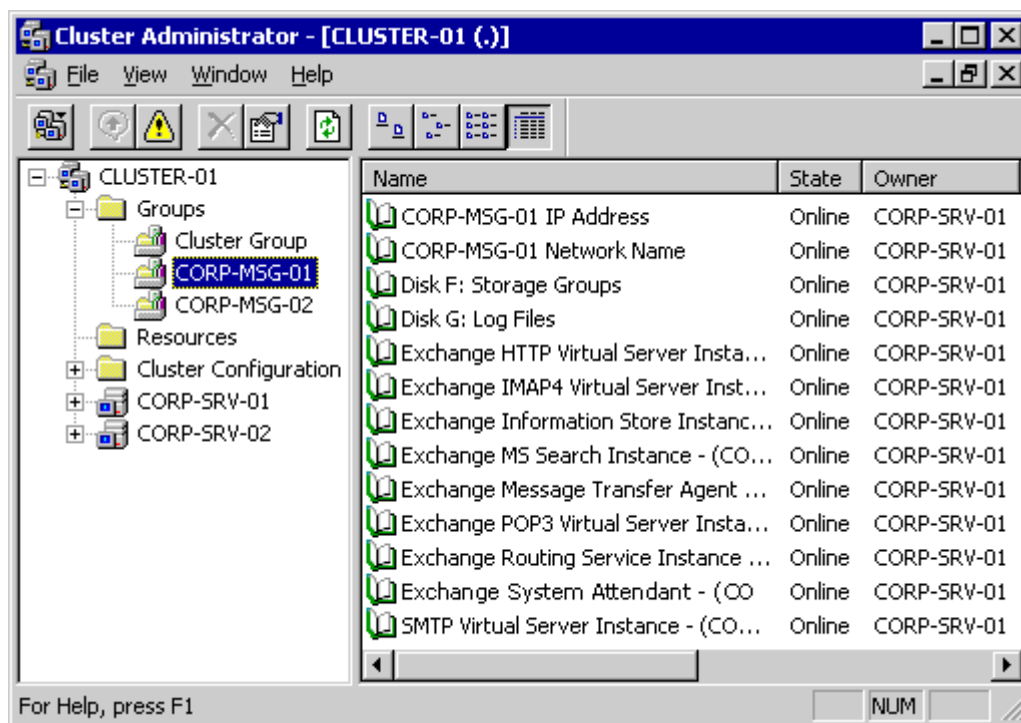 Cluster Administrator - [CLUSTER-01 (.)]
File View Window Help
CLUSTER-01
Groups
Cluster Group
CORP-MSG-01
CORP-MSG-02
Resources
Cluster Configuration
CORP-SRV-01
CORP-SRV-02
Name State Owner
CORP-MSG-01 IP Address Online CORP-SRV-01
CORP-MSG-01 Network Name Online CORP-SRV-01
Disk F: Storage Groups Online CORP-SRV-01
Disk G: Log Files Online CORP-SRV-01
Exchange HTTP Virtual Server Insta... Online CORP-SRV-01
Exchange IMAP4 Virtual Server Inst... Online CORP-SRV-01
Exchange Information Store Instanc... Online CORP-SRV-01
Exchange MS Search Instance - (CO... Online CORP-SRV-01
Exchange Message Transfer Agent ... Online CORP-SRV-01
Exchange POP3 Virtual Server Insta... Online CORP-SRV-01
Exchange Routing Service Instance ... Online CORP-SRV-01
Exchange System Attendant - (CO Online CORP-SRV-01
SMTP Virtual Server Instance - (CO... Online CORP-SRV-01
For Help, press F1 NUM